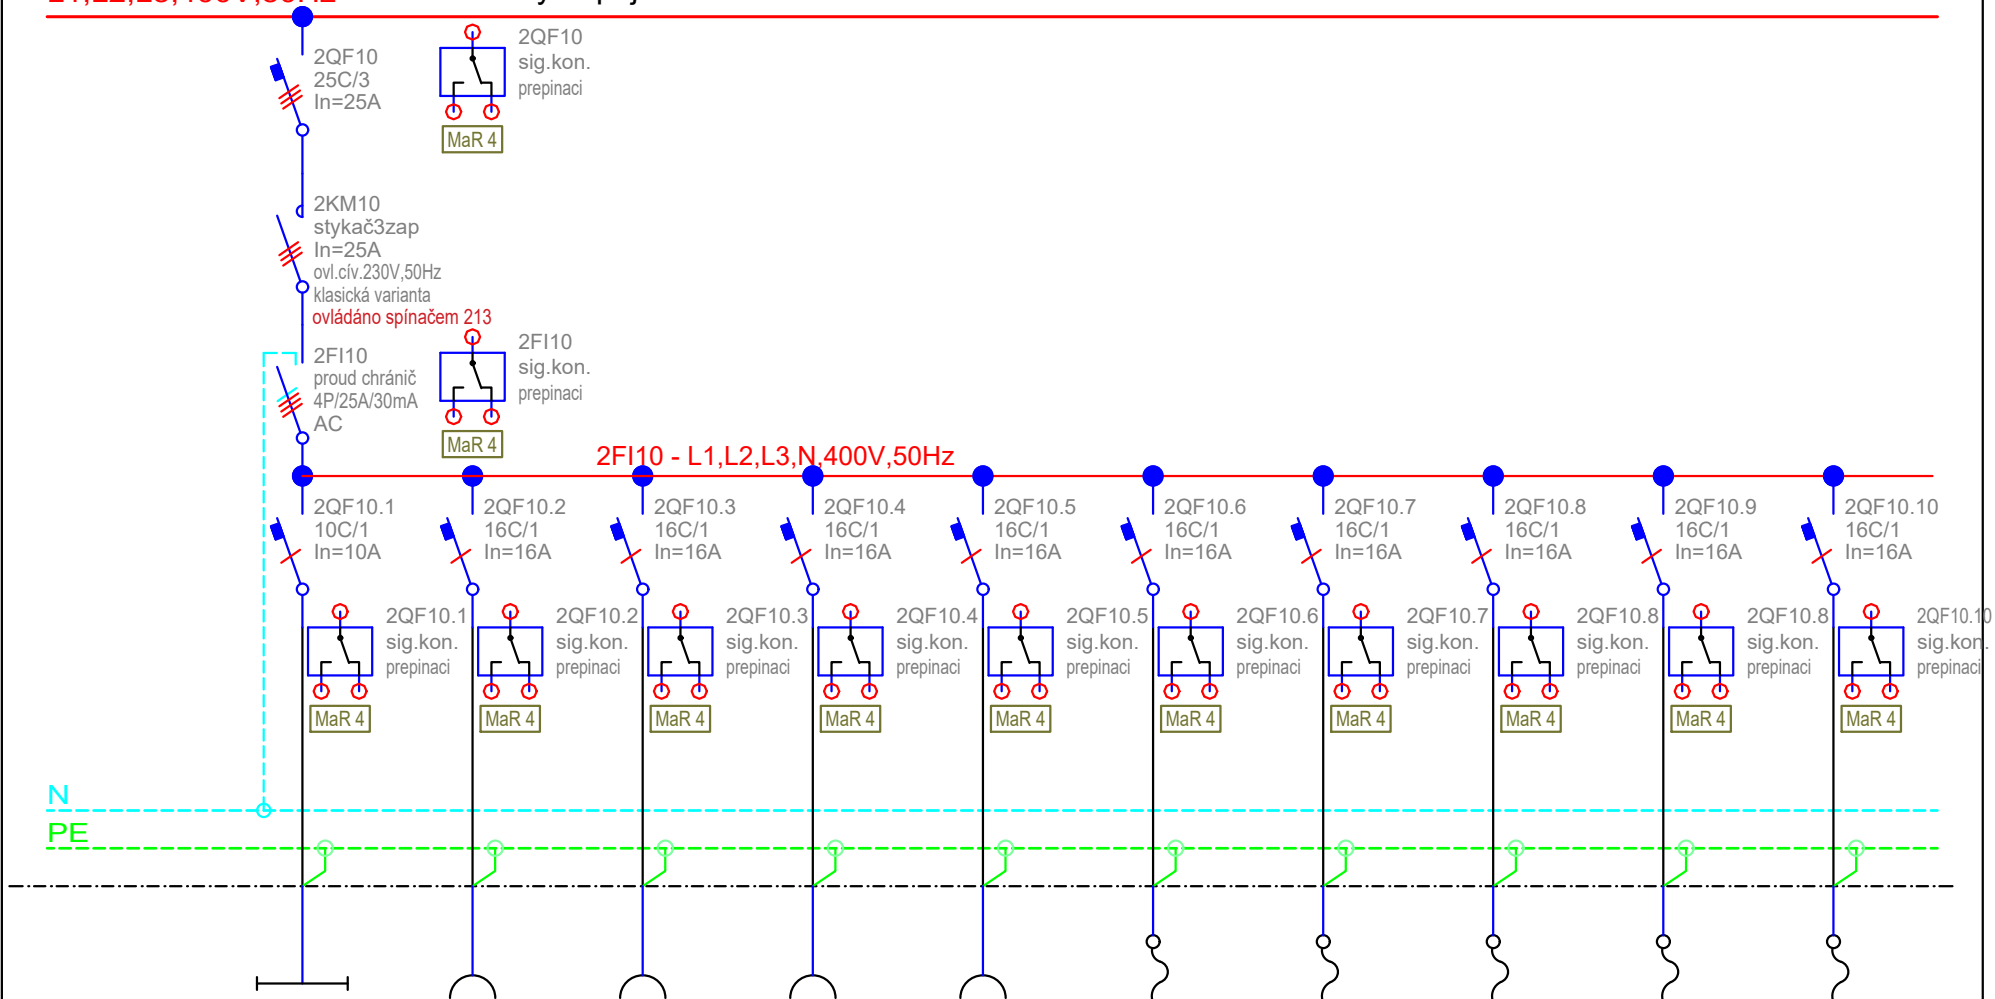 2QF10
25C/3
In=25A
2QF10
sig.kon.
prepinaci
MaR 4
2KM10
stykač3zap
In=25A
ovl.cív.230V,50Hz
klasická varianta
ovládáno spínačem 213
2FI10
proud chránič
4P/25A/30mA
AC
2FI10
sig.kon.
prepinaci
MaR 4
2FI10 - L1,L2,L3,N,400V,50Hz
2QF10.1
10C/1
In=10A
2QF10.2
16C/1
In=16A
2QF10.3
16C/1
In=16A
2QF10.4
16C/1
In=16A
2QF10.5
16C/1
In=16A
2QF10.6
16C/1
In=16A
2QF10.7
16C/1
In=16A
2QF10.8
16C/1
In=16A
2QF10.9
16C/1
In=16A
2QF10.10
16C/1
In=16A
2QF10.1
sig.kon.
prepinaci
MaR 4
2QF10.2
sig.kon.
prepinaci
MaR 4
2QF10.3
sig.kon.
prepinaci
MaR 4
2QF10.4
sig.kon.
prepinaci
MaR 4
2QF10.5
sig.kon.
prepinaci
MaR 4
2QF10.6
sig.kon.
prepinaci
MaR 4
2QF10.7
sig.kon.
prepinaci
MaR 4
2QF10.8
sig.kon.
prepinaci
MaR 4
2QF10.8
sig.kon.
prepinaci
MaR 4
2QF10.10
sig.kon.
prepinaci
MaR 4
N
PE